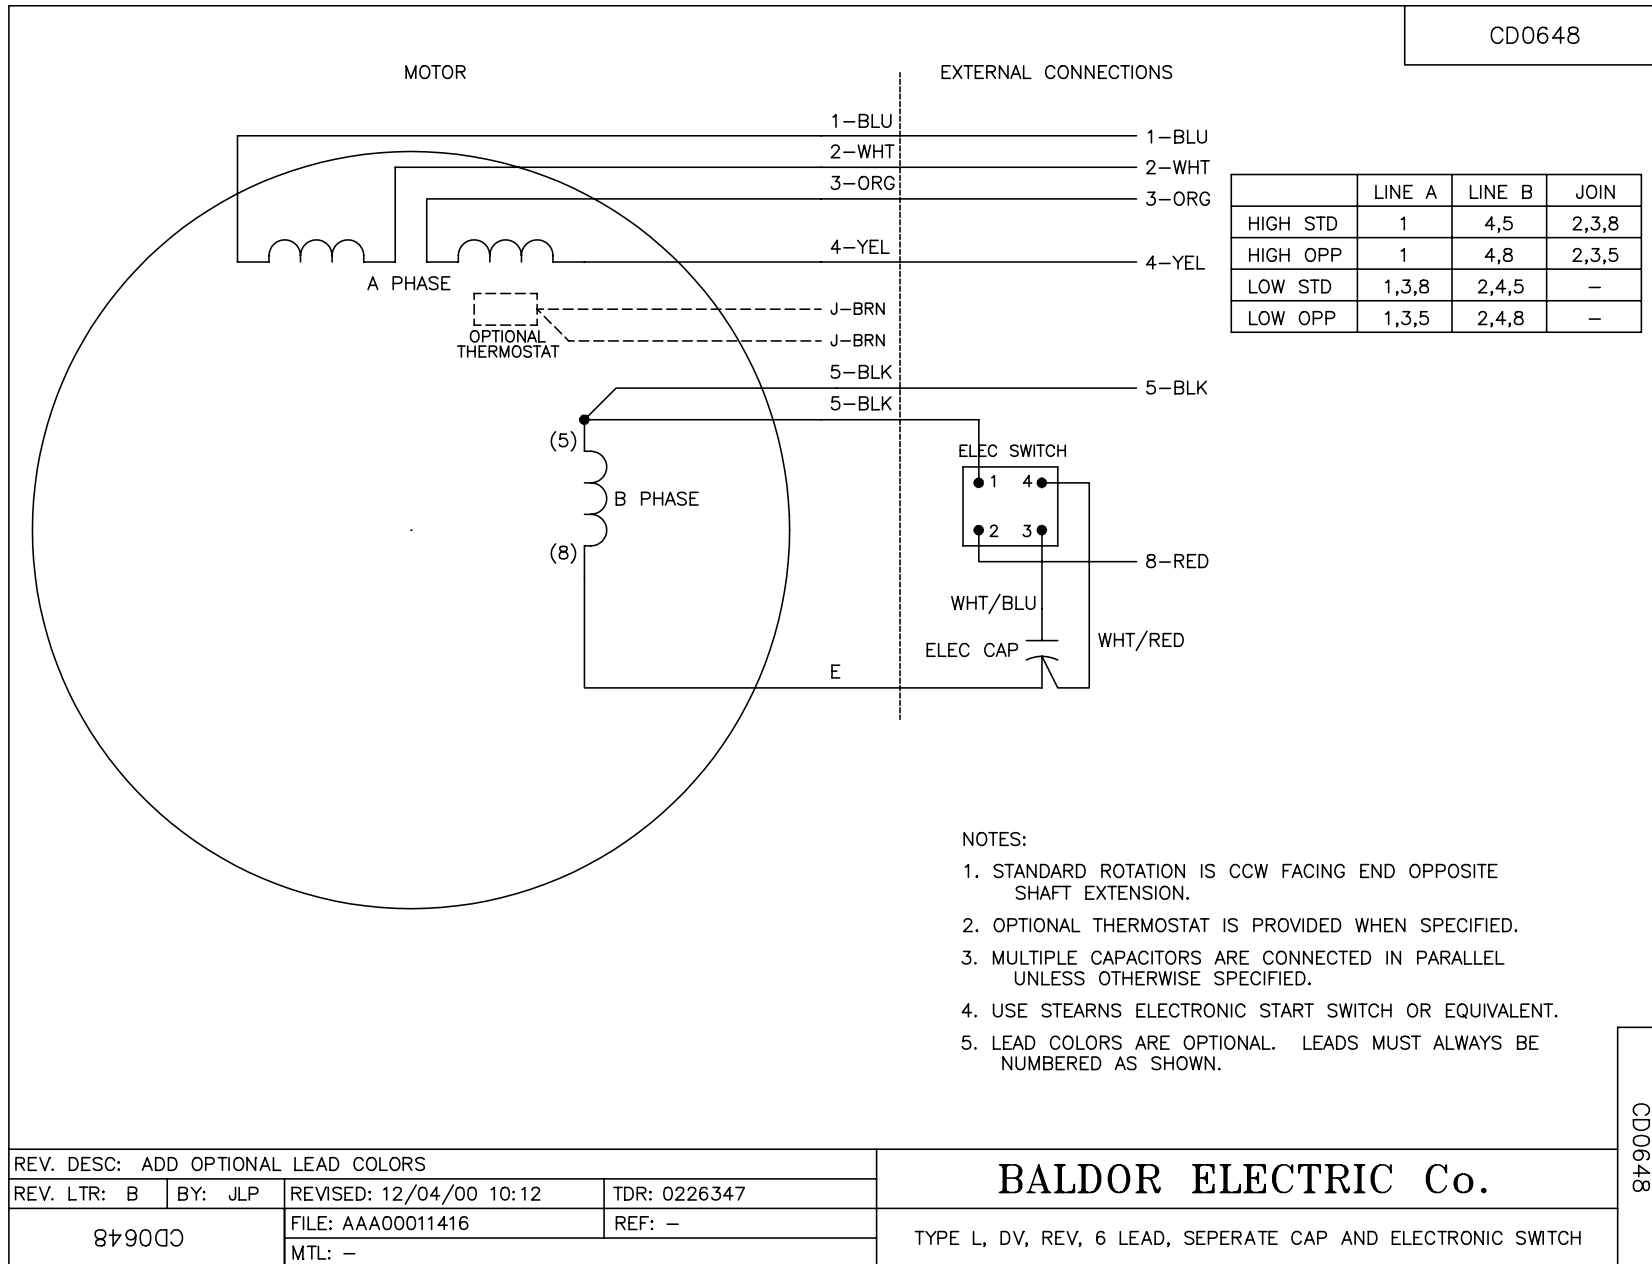 CD0648
MOTOR
EXTERNAL CONNECTIONS
1-BLU
1-BLU
2-WHT
2-WHT
3-ORG
3-ORG
4-YEL
4-YEL
A PHASE
LINE A LINE B JOIN
HIGH STD 1 4,5 2,3,8
HIGH OPP 1 4,8 2,3,5
LOW STD 1,3,8 2,4,5 -
LOW OPP 1,3,5 2,4,8 -
J-BRN
OPTIONAL
THERMOSTAT
J-BRN
5-BLK
5-BLK
5-BLK
(5)
B PHASE
(8)
ELEC SWITCH
1 4
2 3
8-RED
WHT/BLU
ELEC CAP
WHT/RED
E
NOTES:
1. STANDARD ROTATION IS CCW FACING END OPPOSITE
SHAFT EXTENSION.
2. OPTIONAL THERMOSTAT IS PROVIDED WHEN SPECIFIED.
3. MULTIPLE CAPACITORS ARE CONNECTED IN PARALLEL
UNLESS OTHERWISE SPECIFIED.
4. USE STEARNS ELECTRONIC START SWITCH OR EQUIVALENT.
5. LEAD COLORS ARE OPTIONAL. LEADS MUST ALWAYS BE
NUMBERED AS SHOWN.
CD0648
REV. DESC: ADD OPTIONAL LEAD COLORS
REV. LTR: B BY: JLP REVISED: 12/04/00 10:12 TDR: 0226347
CD0648
FILE: AAA00011416 REF: -
MTL: -
BALDOR ELECTRIC Co.
TYPE L, DV, REV, 6 LEAD, SEPERATE CAP AND ELECTRONIC SWITCH